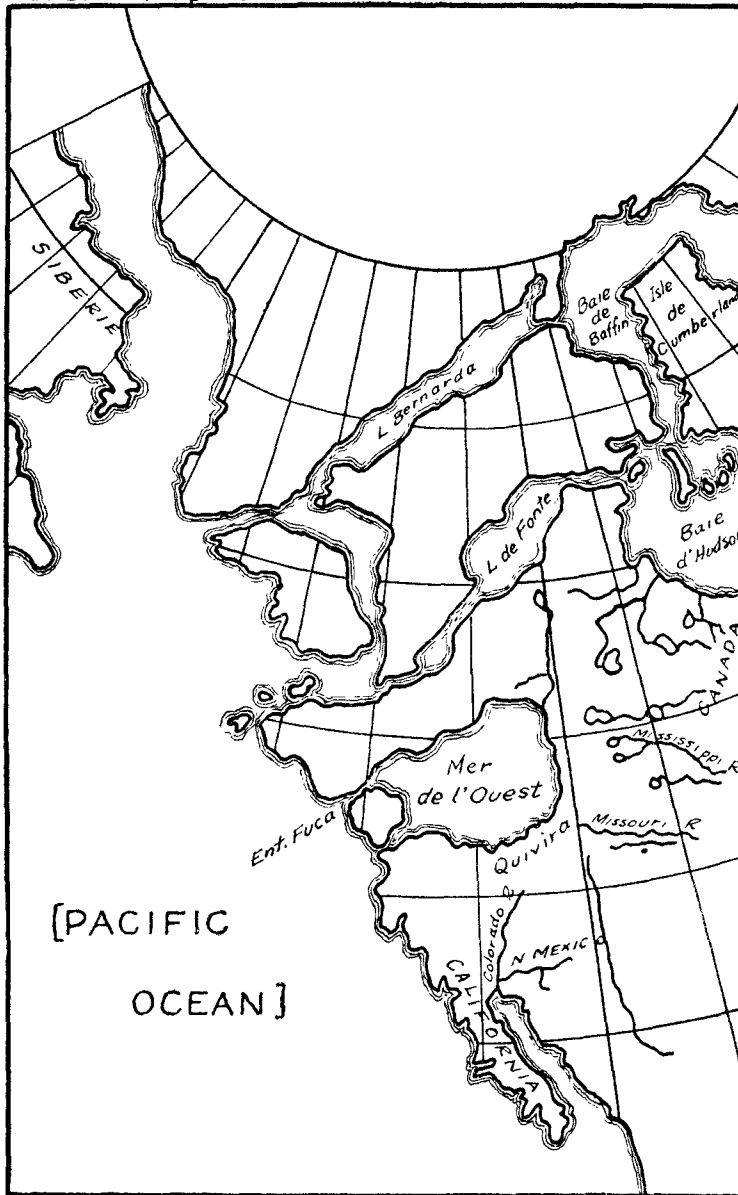 SIBERIE
Baie
de
Baffin
Isle
de
Cumberland
L Bernarda
L de Fonte
Baie
d'Hudson
CANADA
Mississippi R
Mer
de l'Ouest
Ent. Fuca
Missouri R
Quivira
Colorado R
N MEXICO
CALIFORNIA
[PACIFIC
OCEAN]